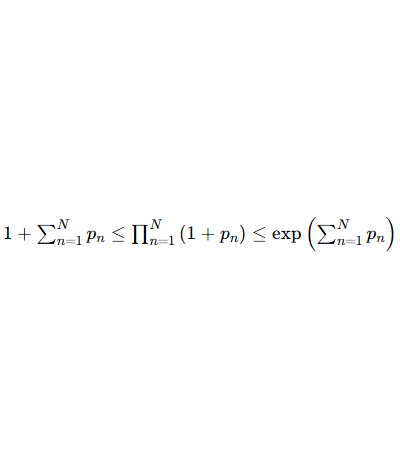 1 + ∑_{n=1}^{N} p_n ≤ ∏_{n=1}^{N} (1 + p_n) ≤ exp (∑_{n=1}^{N} p_n)